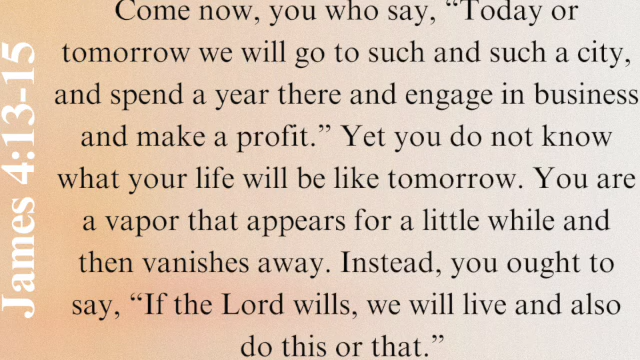 James 4:13-15
Come now, you who say, “Today or
tomorrow we will go to such and such a city,
and spend a year there and engage in business
and make a profit.” Yet you do not know
what your life will be like tomorrow. You are
a vapor that appears for a little while and
then vanishes away. Instead, you ought to
say, “If the Lord wills, we will live and also
do this or that.”